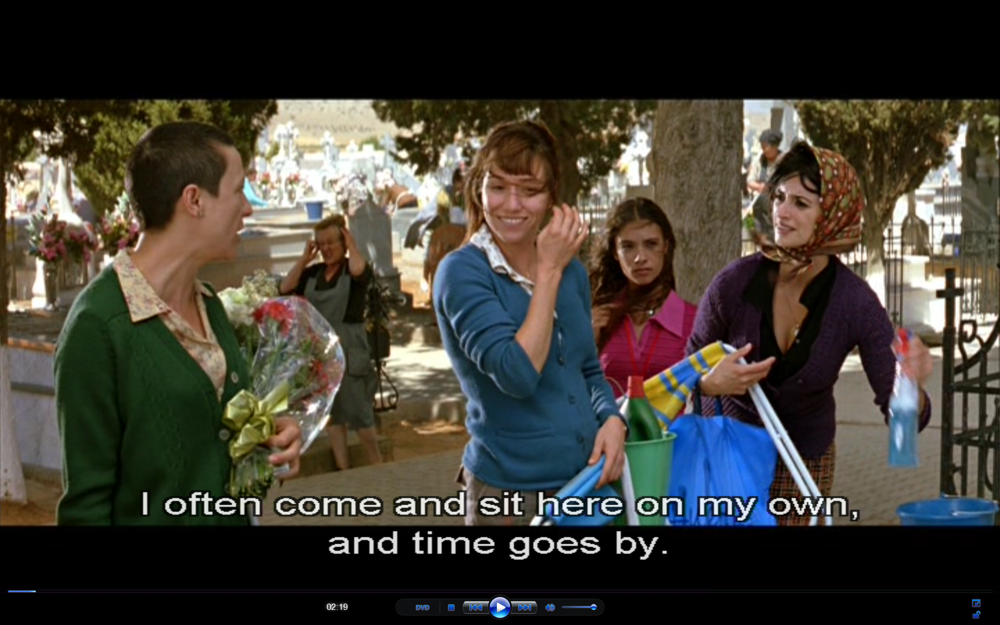 I often come and sit here on my own,
and time goes by.
02:19
DVD